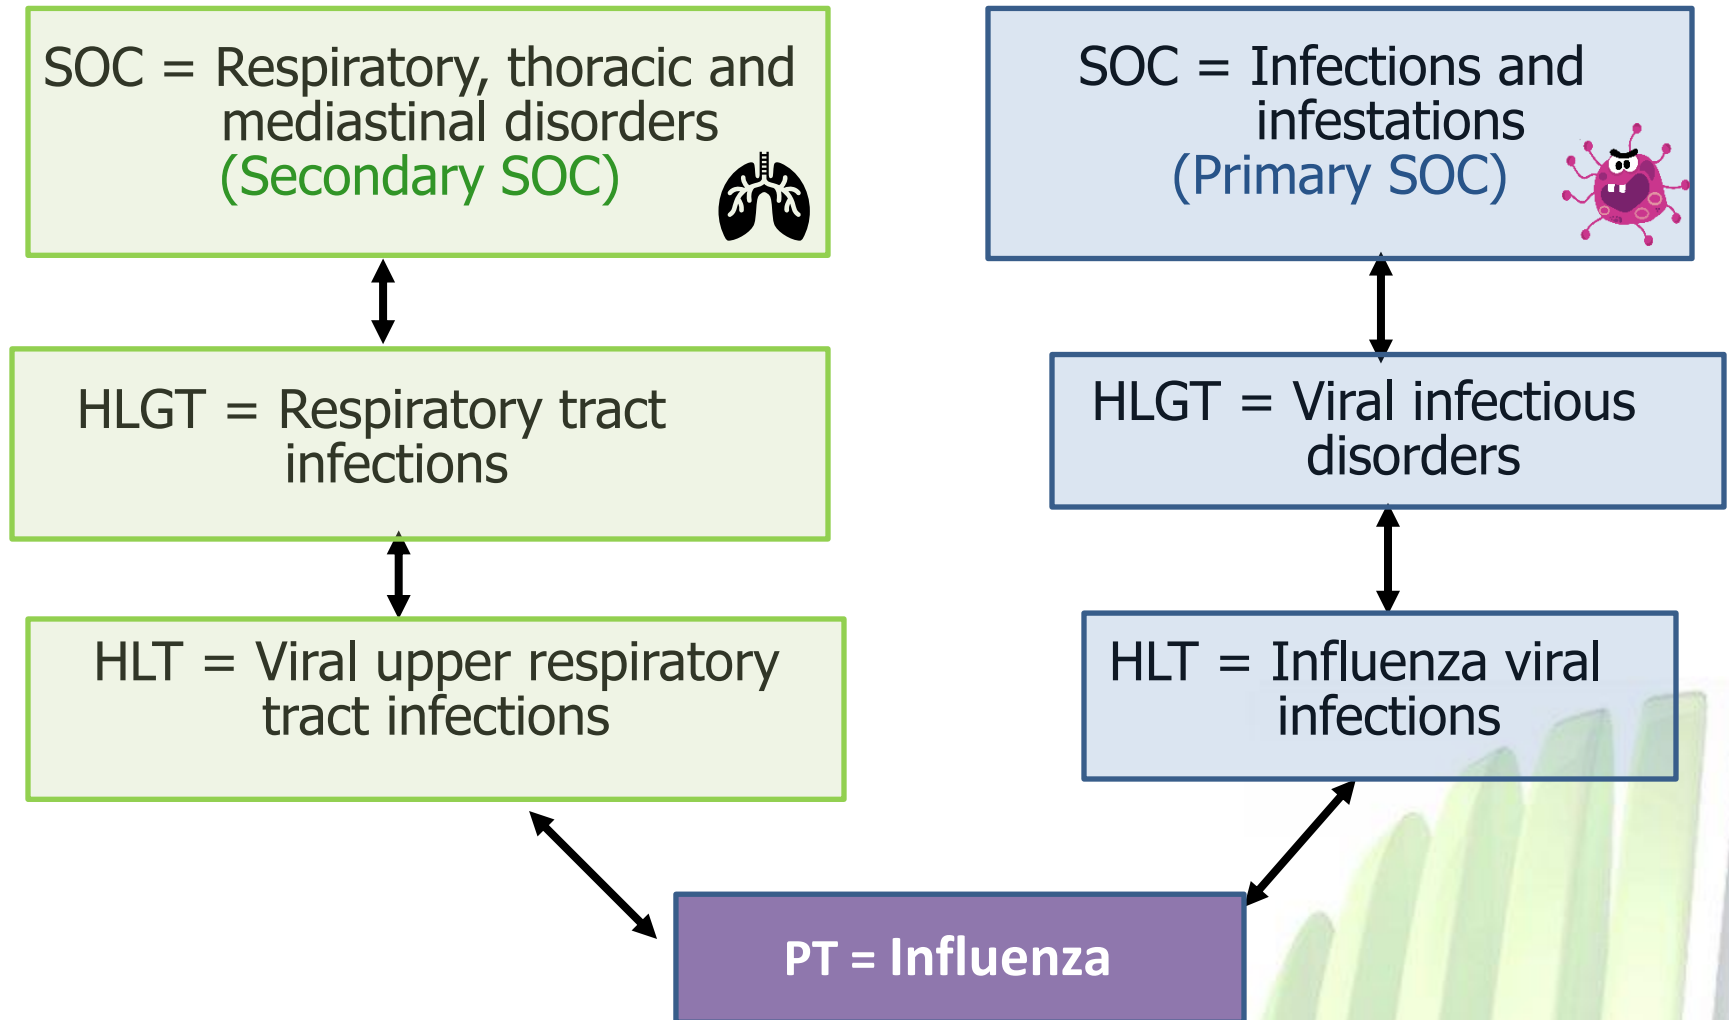 SOC = Respiratory, thoracic and
mediastinal disorders
(Secondary SOC)
SOC = Infections and
infestations
(Primary SOC)
HLGT = Respiratory tract
infections
HLGT = Viral infectious
disorders
HLT = Viral upper respiratory
tract infections
HLT = Influenza viral
infections
PT = Influenza